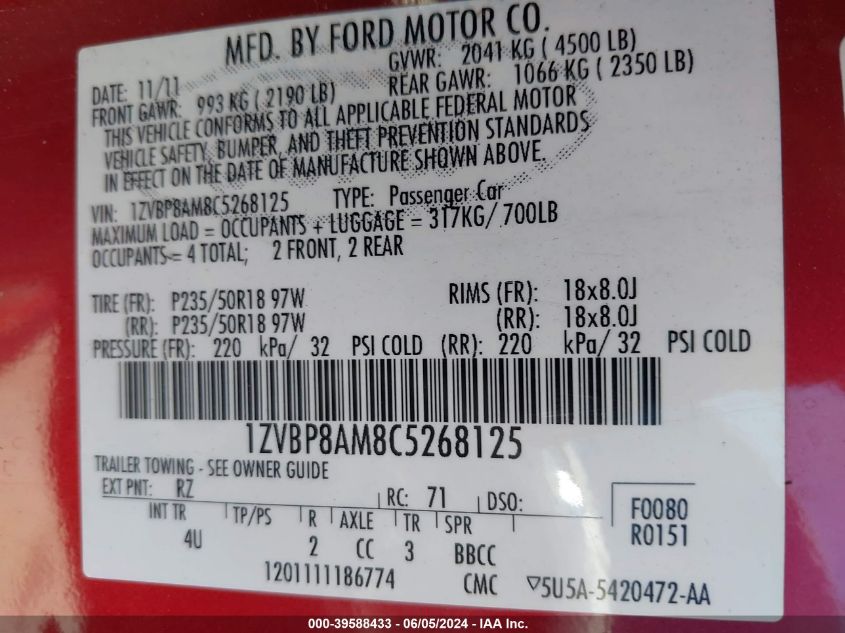 MFD. BY FORD MOTOR CO.
DATE: 11/11 GVWR: 2041 KG ( 4500 LB)
FRONT GAWR: 993 KG ( 2190 LB) REAR GAWR: 1066 KG ( 2350 LB)
THIS VEHICLE CONFORMS TO ALL APPLICABLE FEDERAL MOTOR
VEHICLE SAFETY, BUMPER, AND THEFT PREVENTION STANDARDS
IN EFFECT ON THE DATE OF MANUFACTURE SHOWN ABOVE.
VIN: 1ZVBP8AM8C5268125 TYPE: Passenger Car
MAXIMUM LOAD = OCCUPANTS + LUGGAGE = 317KG/ 700LB
OCCUPANTS = 4 TOTAL; 2 FRONT, 2 REAR
TIRE (FR): P235/50R18 97W RIMS (FR): 18x8.0J
(RR): P235/50R18 97W (RR): 18x8.0J
PRESSURE (FR): 220 kPa/ 32 PSI COLD (RR): 220 kPa/ 32 PSI COLD
1ZVBP8AM8C5268125
TRAILER TOWING - SEE OWNER GUIDE
EXT PNT: RZ RC: 71 DSO: F0080
INT TR TP/PS R AXLE TR SPR R0151
4U 2 CC 3 BBCC
1201111186774 CMC ▽5U5A-5420472-AA
000-39588433 - 06/05/2024 - IAA Inc.